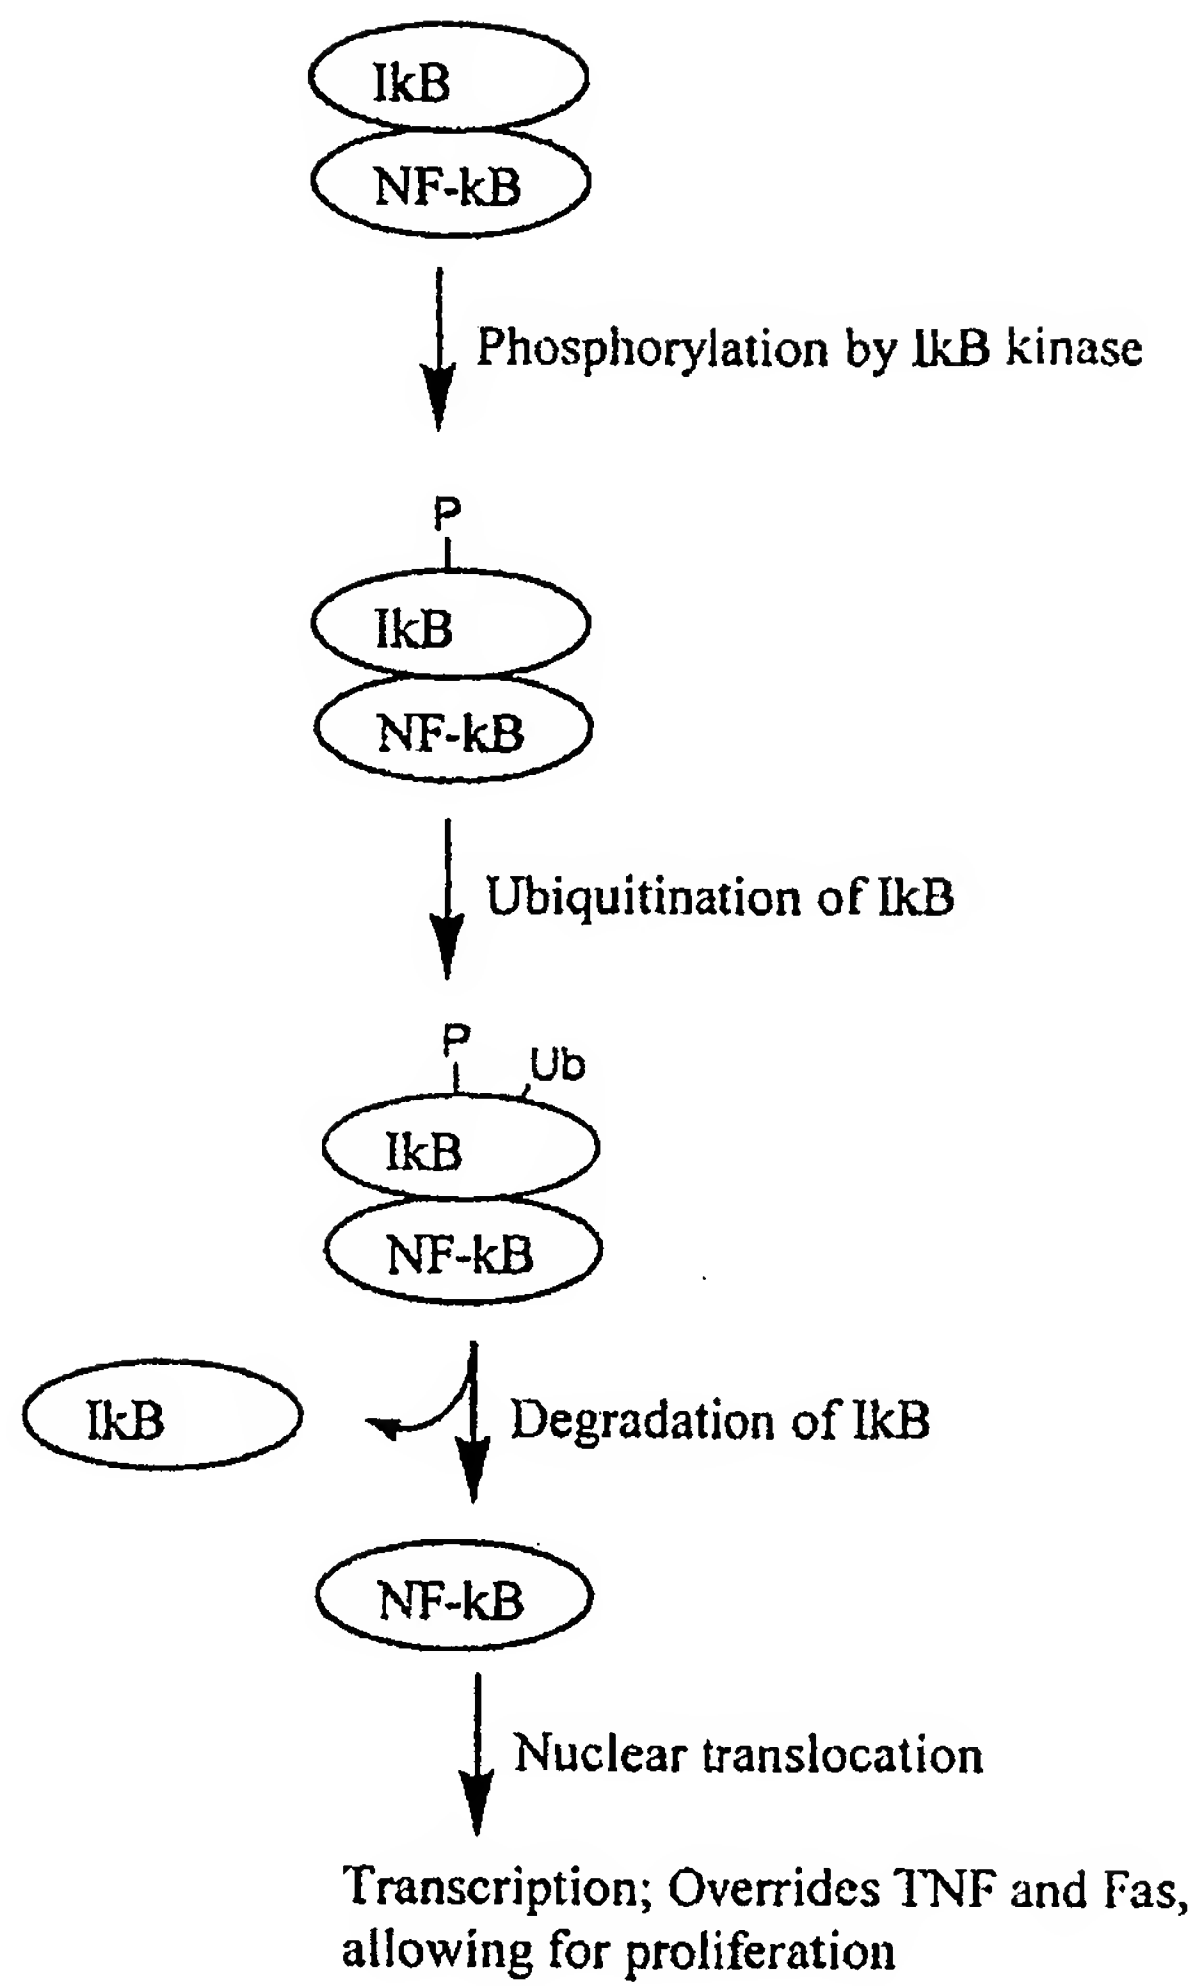 IkB
NF-kB
Phosphorylation by IkB kinase
P
IkB
NF-kB
Ubiquitination of IkB
P
Ub
IkB
NF-kB
IkB
Degradation of IkB
NF-kB
Nuclear translocation
Transcription; Overrides TNF and Fas,
allowing for proliferation